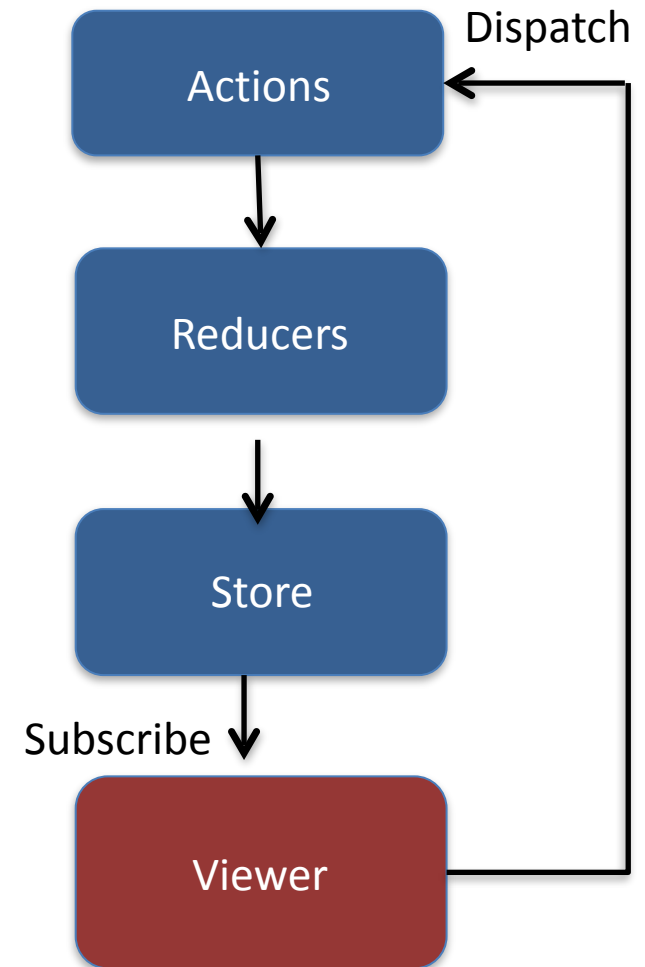 Dispatch
Actions
Reducers
Store
Subscribe
Viewer